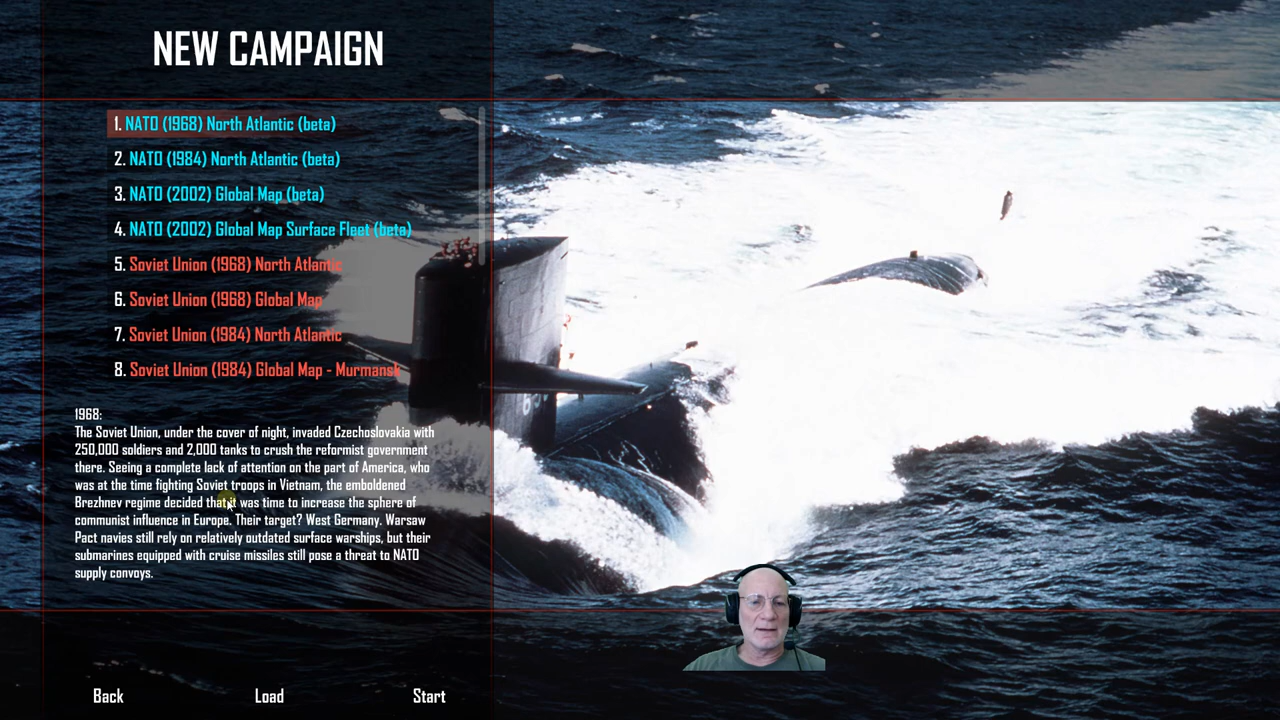 NEW CAMPAIGN
1. NATO (1968) North Atlantic (beta)
2. NATO (1984) North Atlantic (beta)
3. NATO (2002) Global Map (beta)
4. NATO (2002) Global Map Surface Fleet (beta)
5. Soviet Union (1968) North Atlantic
6. Soviet Union (1968) Global Map
7. Soviet Union (1984) North Atlantic
8. Soviet Union (1984) Global Map - Murmansk
1968:
The Soviet Union, under the cover of night, invaded Czechoslovakia with
250,000 soldiers and 2,000 tanks to crush the reformist government
there. Seeing a complete lack of attention on the part of America, who
was at the time fighting Soviet troops in Vietnam, the emboldened
Brezhnev regime decided that it was time to increase the sphere of
communist influence in Europe. Their target? West Germany. Warsaw
Pact navies still rely on relatively outdated surface warships, but their
submarines equipped with cruise missiles still pose a threat to NATO
supply convoys.
Back
Load
Start